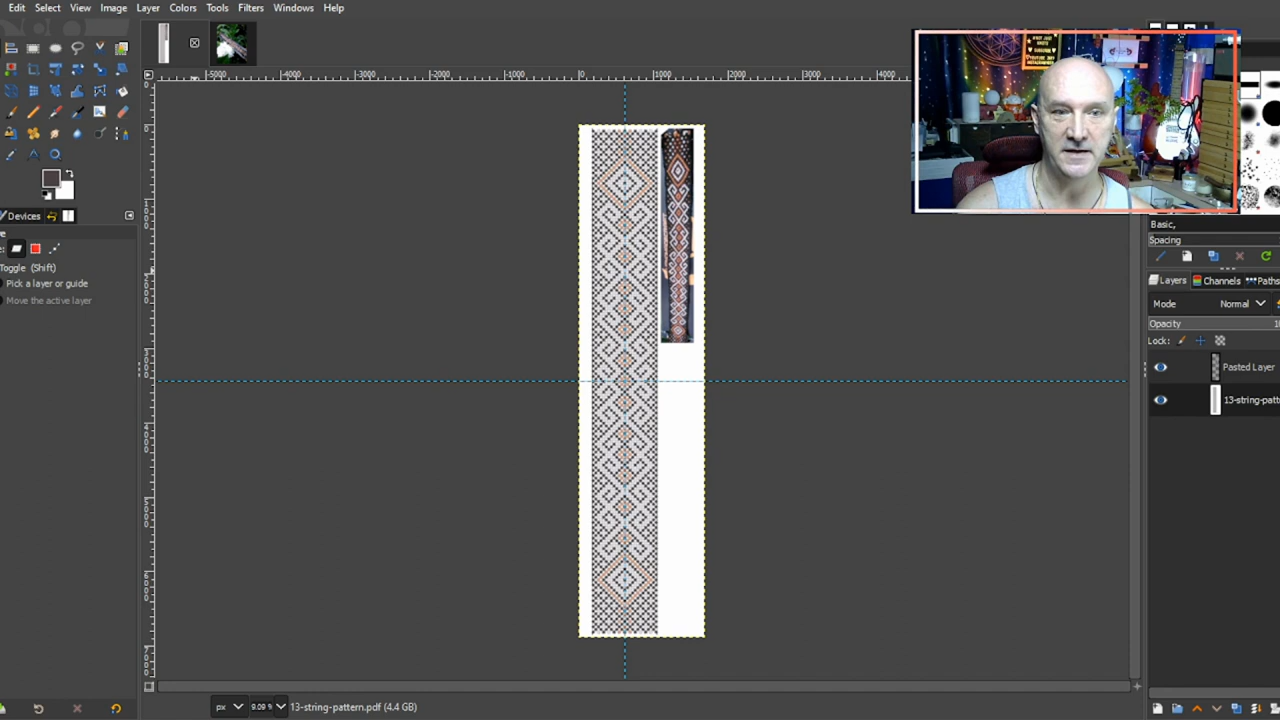 Edit Select View Image Layer Colors Tools Filters Windows Help
-5000 -4000 -3000 -2000 -1000 0 1000 2000 3000 4000
Devices
Toggle (Shift)
Pick a layer or guide
Move the active layer
Basic,
Spacing
Layers Channels Paths
Mode Normal
Opacity
Lock:
Pasted Layer
13-string-patt
px 9.09 % 13-string-pattern.pdf (4.4 GB)